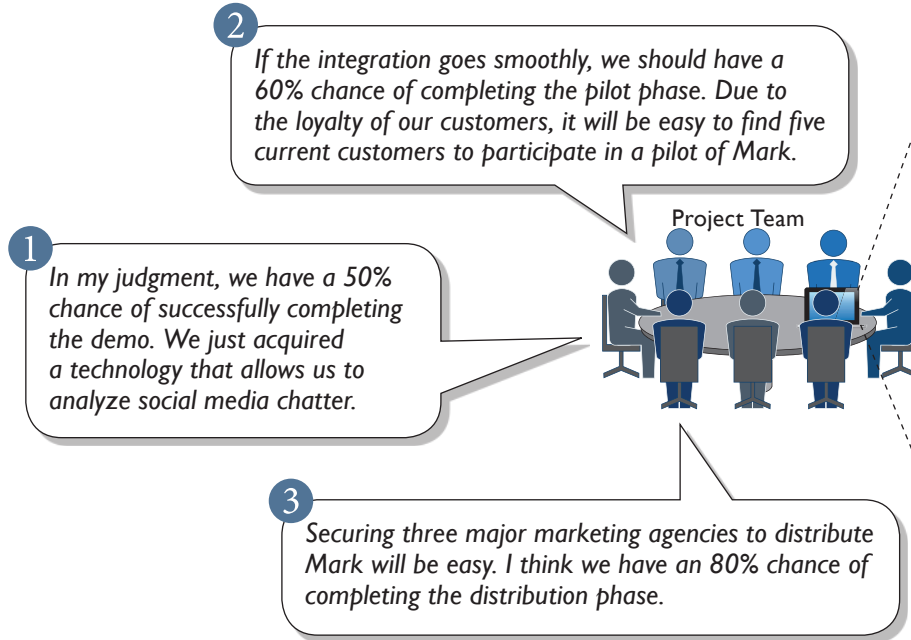 1
In my judgment, we have a 50%
chance of successfully completing
the demo. We just acquired
a technology that allows us to
analyze social media chatter.
2
If the integration goes smoothly, we should have a
60% chance of completing the pilot phase. Due to
the loyalty of our customers, it will be easy to find five
current customers to participate in a pilot of Mark.
Project Team
3
Securing three major marketing agencies to distribute
Mark will be easy. I think we have an 80% chance of
completing the distribution phase.